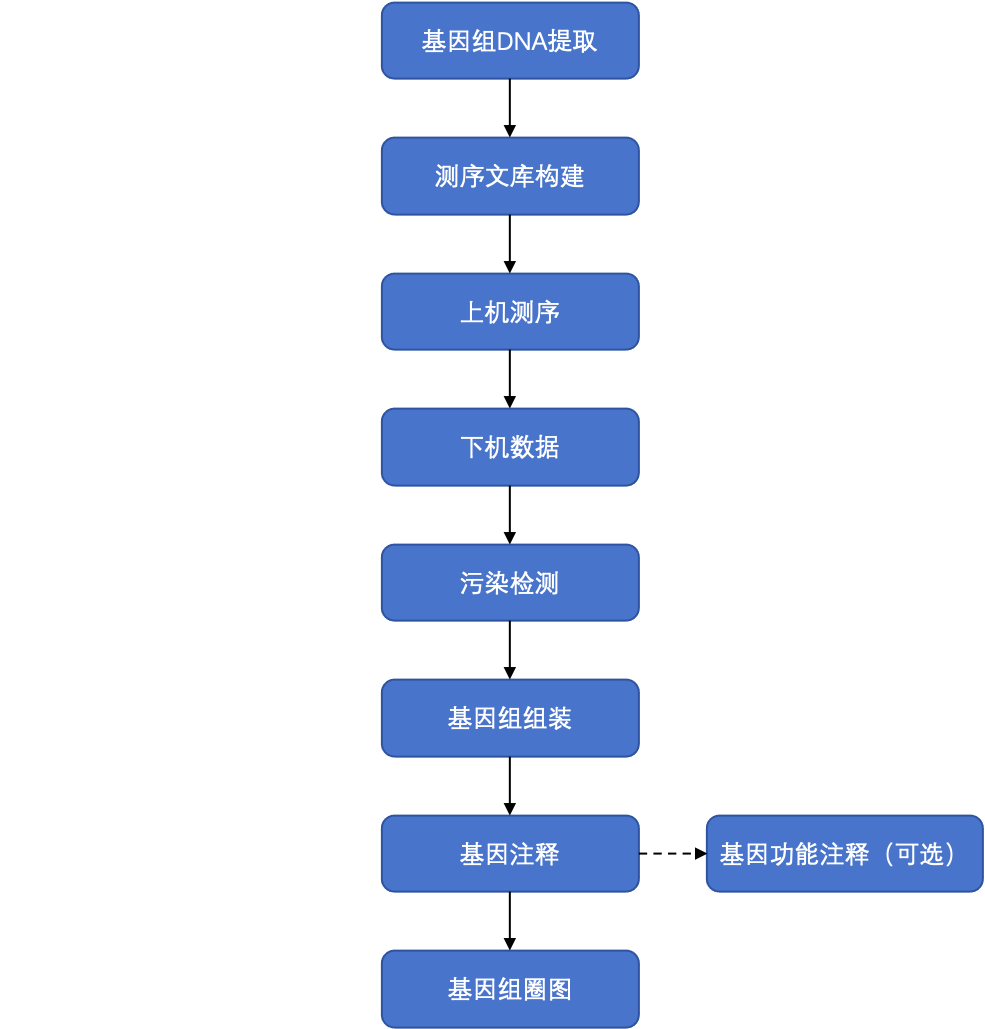 基因组DNA提取
测序文库构建
上机测序
下机数据
污染检测
基因组组装
基因注释
基因功能注释（可选）
基因组圈图